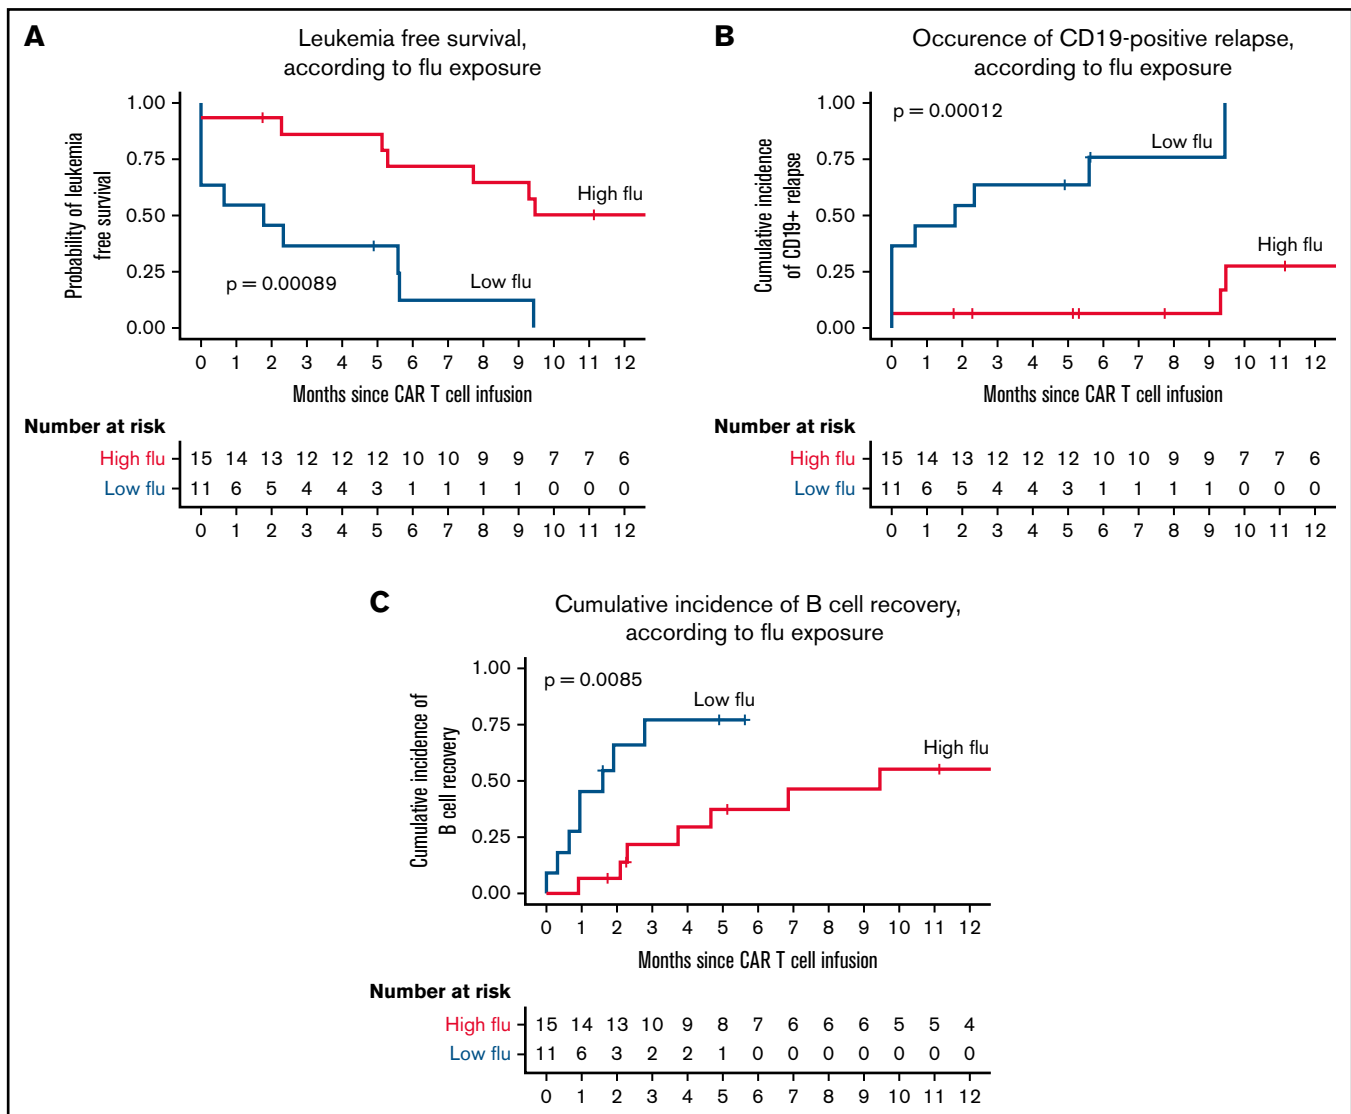 A
Leukemia free survival,
according to flu exposure
Probability of leukemia
free survival
1.00
0.75
0.50
0.25
0.00
High flu
Low flu
p = 0.00089
0 1 2 3 4 5 6 7 8 9 10 11 12
Months since CAR T cell infusion
Number at risk
High flu 15 14 13 12 12 12 10 10 9 9 7 7 6
Low flu 11 6 5 4 4 3 1 1 1 1 0 0 0
0 1 2 3 4 5 6 7 8 9 10 11 12
B
Occurence of CD19-positive relapse,
according to flu exposure
Cumulative incidence
of CD19+ relapse
1.00
0.75
0.50
0.25
0.00
p = 0.00012
Low flu
High flu
0 1 2 3 4 5 6 7 8 9 10 11 12
Months since CAR T cell infusion
Number at risk
High flu 15 14 13 12 12 12 10 10 9 9 7 7 6
Low flu 11 6 5 4 4 3 1 1 1 1 0 0 0
0 1 2 3 4 5 6 7 8 9 10 11 12
C
Cumulative incidence of B cell recovery,
according to flu exposure
Cumulative incidence of
B cell recovery
1.00
0.75
0.50
0.25
0.00
p = 0.0085
Low flu
High flu
0 1 2 3 4 5 6 7 8 9 10 11 12
Months since CAR T cell infusion
Number at risk
High flu 15 14 13 10 9 8 7 6 6 6 5 5 4
Low flu 11 6 3 2 2 1 0 0 0 0 0 0 0
0 1 2 3 4 5 6 7 8 9 10 11 12